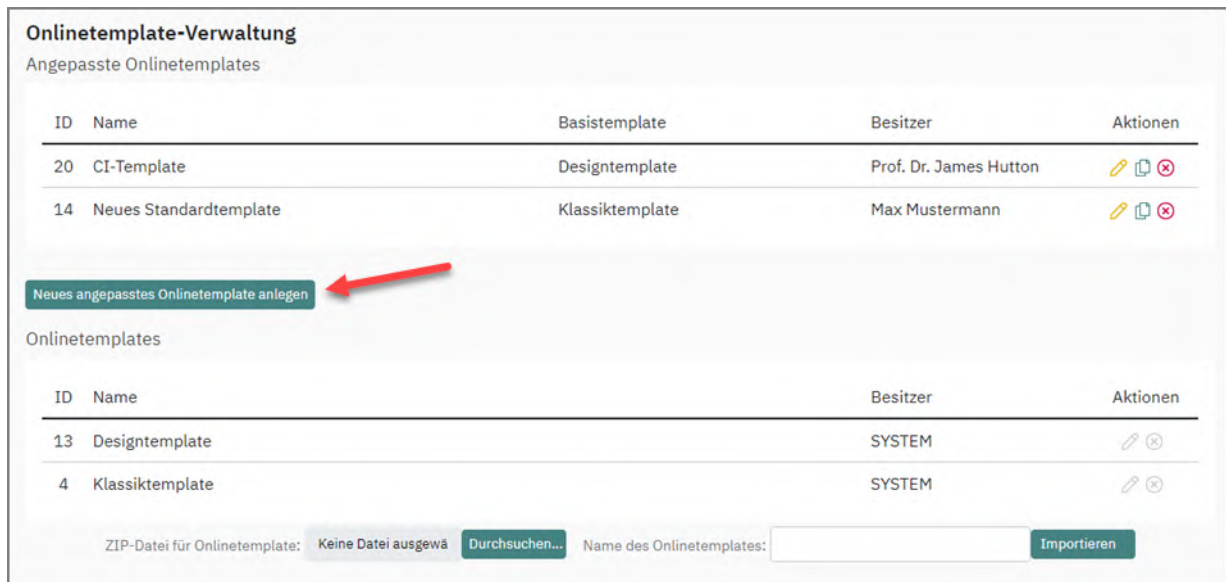 Onlinetemplate-Verwaltung
Angepasste Onlinetemplates
ID Name Basistemplate Besitzer Aktionen
20 CI-Template Designtemplate Prof. Dr. James Hutton
14 Neues Standardtemplate Klassiktemplate Max Mustermann
Neues angepasstes Onlinetemplate anlegen
Onlinetemplates
ID Name Besitzer Aktionen
13 Designtemplate SYSTEM
4 Klassiktemplate SYSTEM
ZIP-Datei für Onlinetemplate: Keine Datei ausgewä Durchsuchen... Name des Onlinetemplates: Importieren